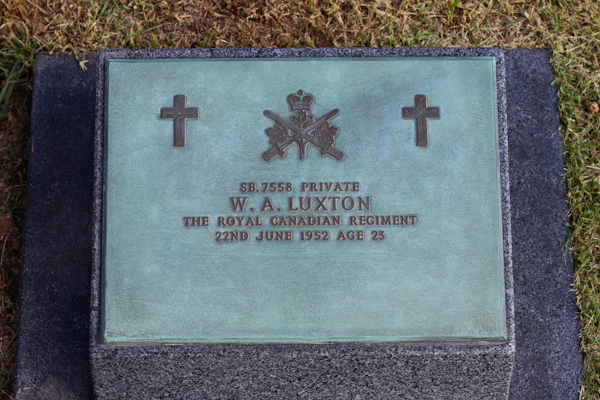 SB.7558 PRIVATE
W. A. LUXTON
THE ROYAL CANADIAN REGIMENT
22ND JUNE 1952 AGE 23